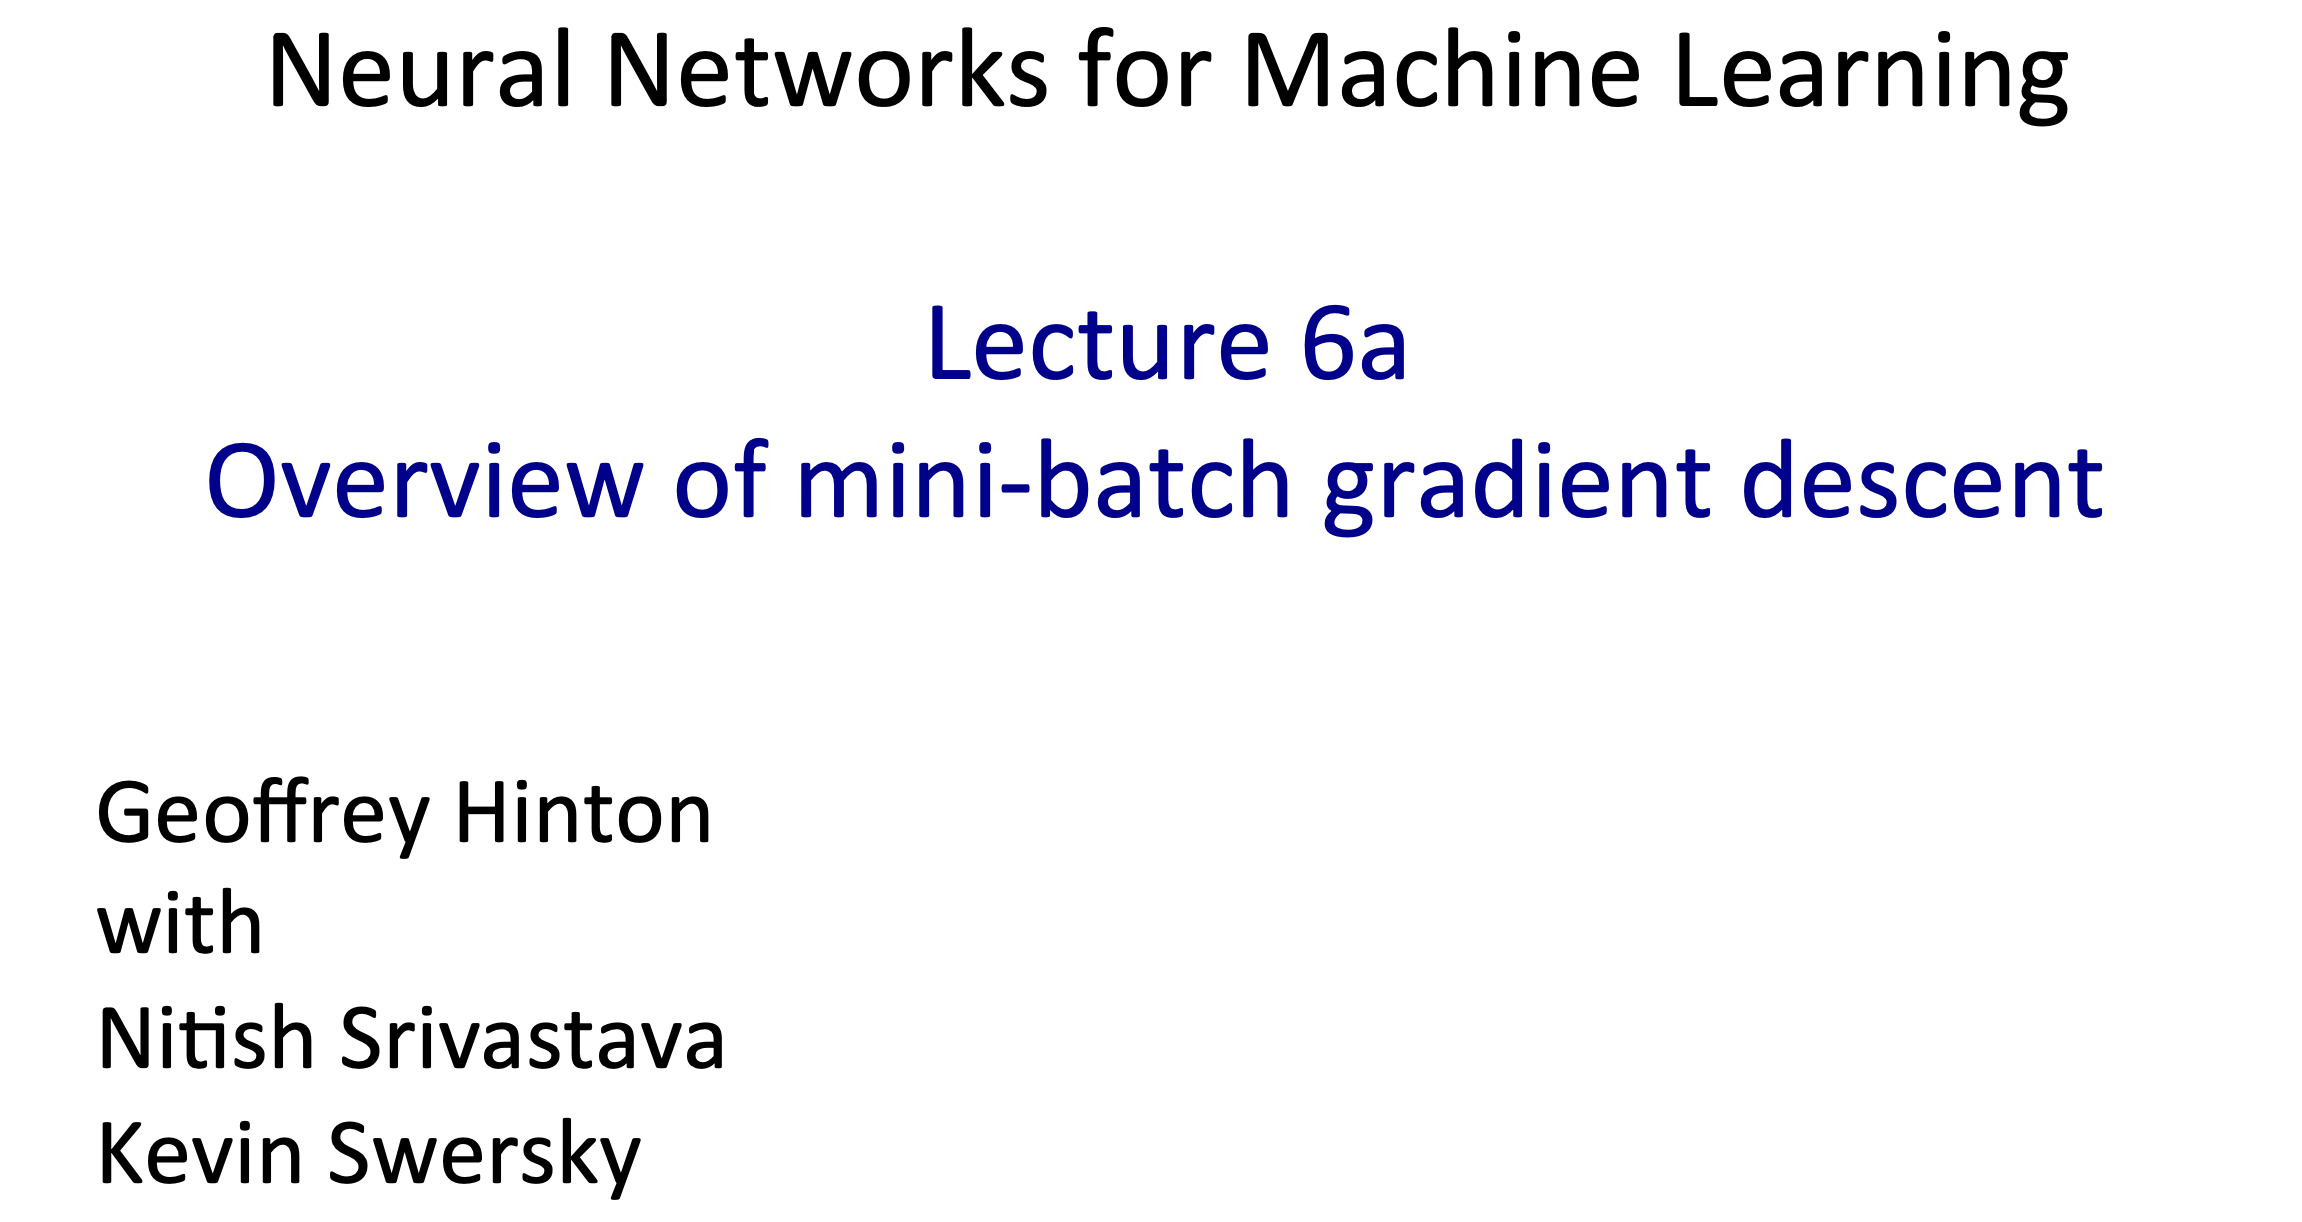 Neural Networks for Machine Learning
Lecture 6a
Overview of mini-batch gradient descent
Geoffrey Hinton
with
Nitish Srivastava
Kevin Swersky